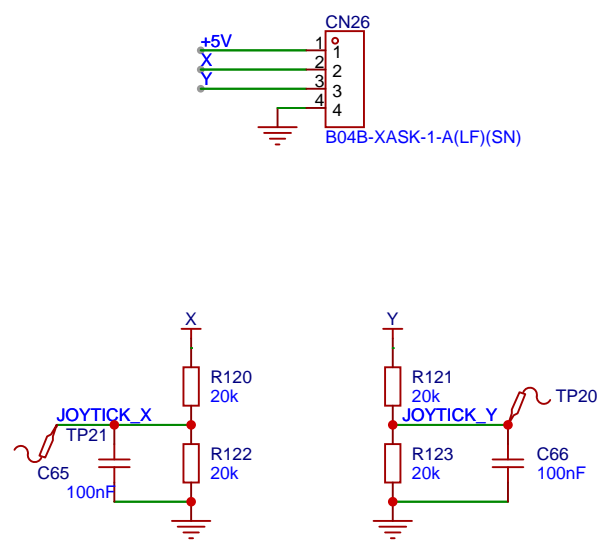 CN26
+5V
1
1
X
2
2
Y
3
3
4
4
B04B-XASK-1-A(LF)(SN)
X
Y
R120
20k
R121
20k
TP20
JOYTICK_X
JOYTICK_Y
TP21
R122
20k
R123
20k
C66
100nF
C65
100nF